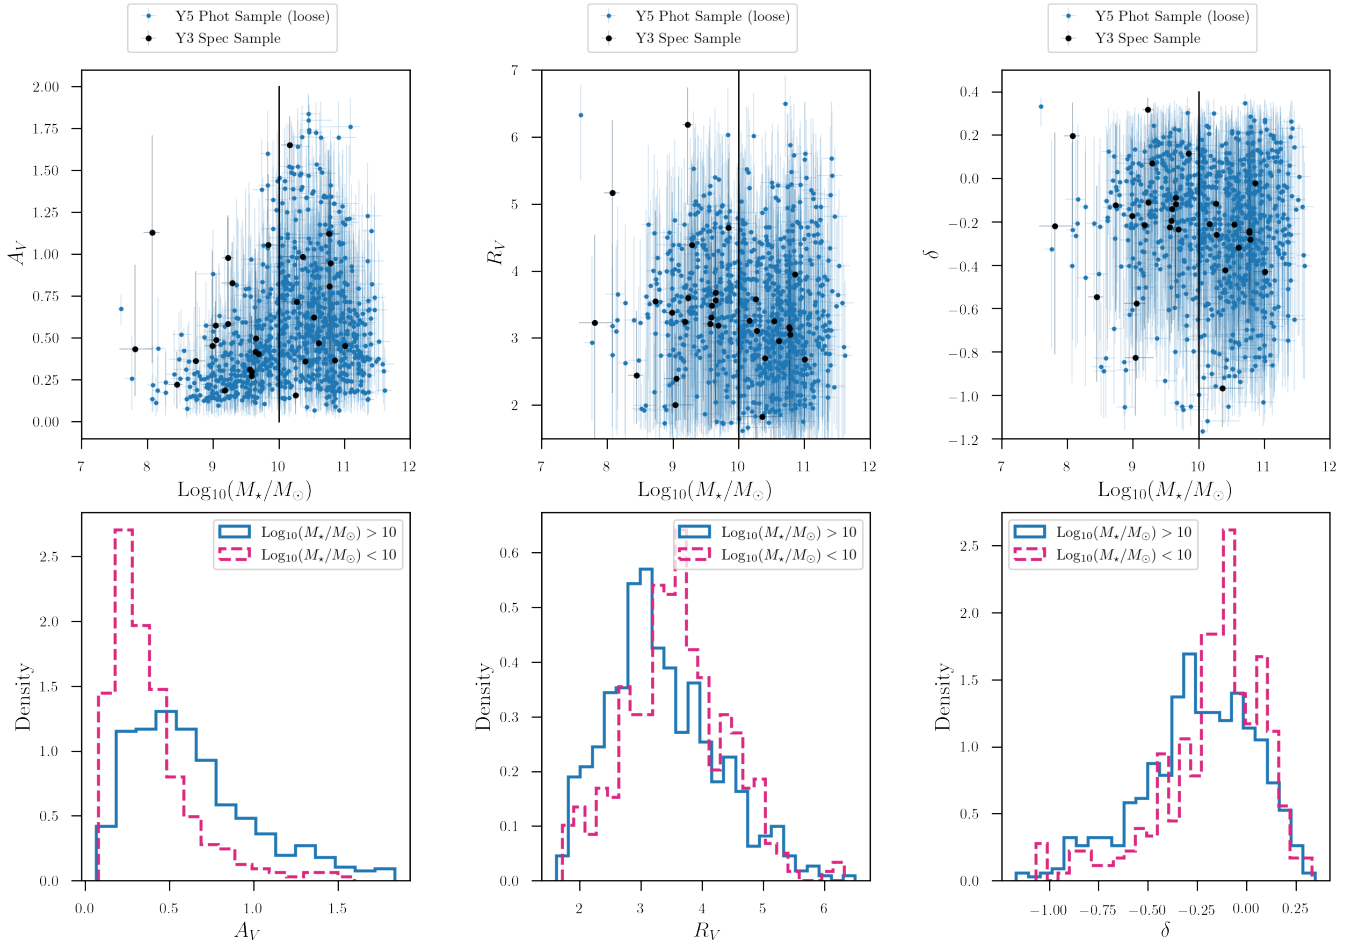 Y5 Phot Sample (loose)
Y3 Spec Sample
Y5 Phot Sample (loose)
Y3 Spec Sample
Y5 Phot Sample (loose)
Y3 Spec Sample
2.00
1.75
1.50
1.25
1.00
0.75
0.50
0.25
0.00
A_V
7 8 9 10 11 12
Log₁₀(M⋆/M⊙)
7
6
5
4
3
2
R_V
7 8 9 10 11 12
Log₁₀(M⋆/M⊙)
0.4
0.2
0.0
−0.2
−0.4
−0.6
−0.8
−1.0
−1.2
δ
7 8 9 10 11 12
Log₁₀(M⋆/M⊙)
Log₁₀(M⋆/M⊙) > 10
Log₁₀(M⋆/M⊙) < 10
2.5
2.0
1.5
1.0
0.5
0.0
Density
0.0 0.5 1.0 1.5
A_V
Log₁₀(M⋆/M⊙) > 10
Log₁₀(M⋆/M⊙) < 10
0.6
0.5
0.4
0.3
0.2
0.1
0.0
Density
2 3 4 5 6
R_V
Log₁₀(M⋆/M⊙) > 10
Log₁₀(M⋆/M⊙) < 10
2.5
2.0
1.5
1.0
0.5
0.0
Density
−1.00 −0.75 −0.50 −0.25 0.00 0.25
δ